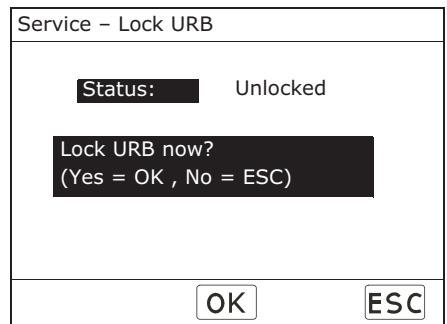 Service – Lock URB
Status: Unlocked
Lock URB now?
(Yes = OK , No = ESC)
OK ESC